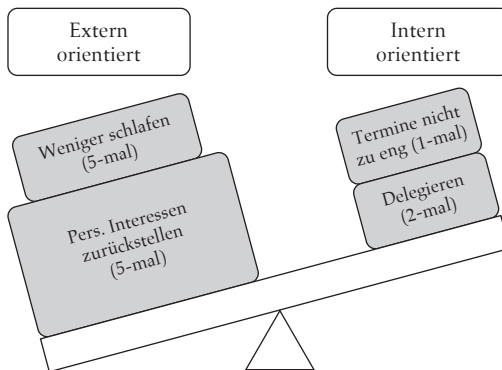 Extern
orientiert
Intern
orientiert
Weniger schlafen
(5-mal)
Pers. Interessen
zurückstellen
(5-mal)
Termine nicht
zu eng (1-mal)
Delegieren
(2-mal)